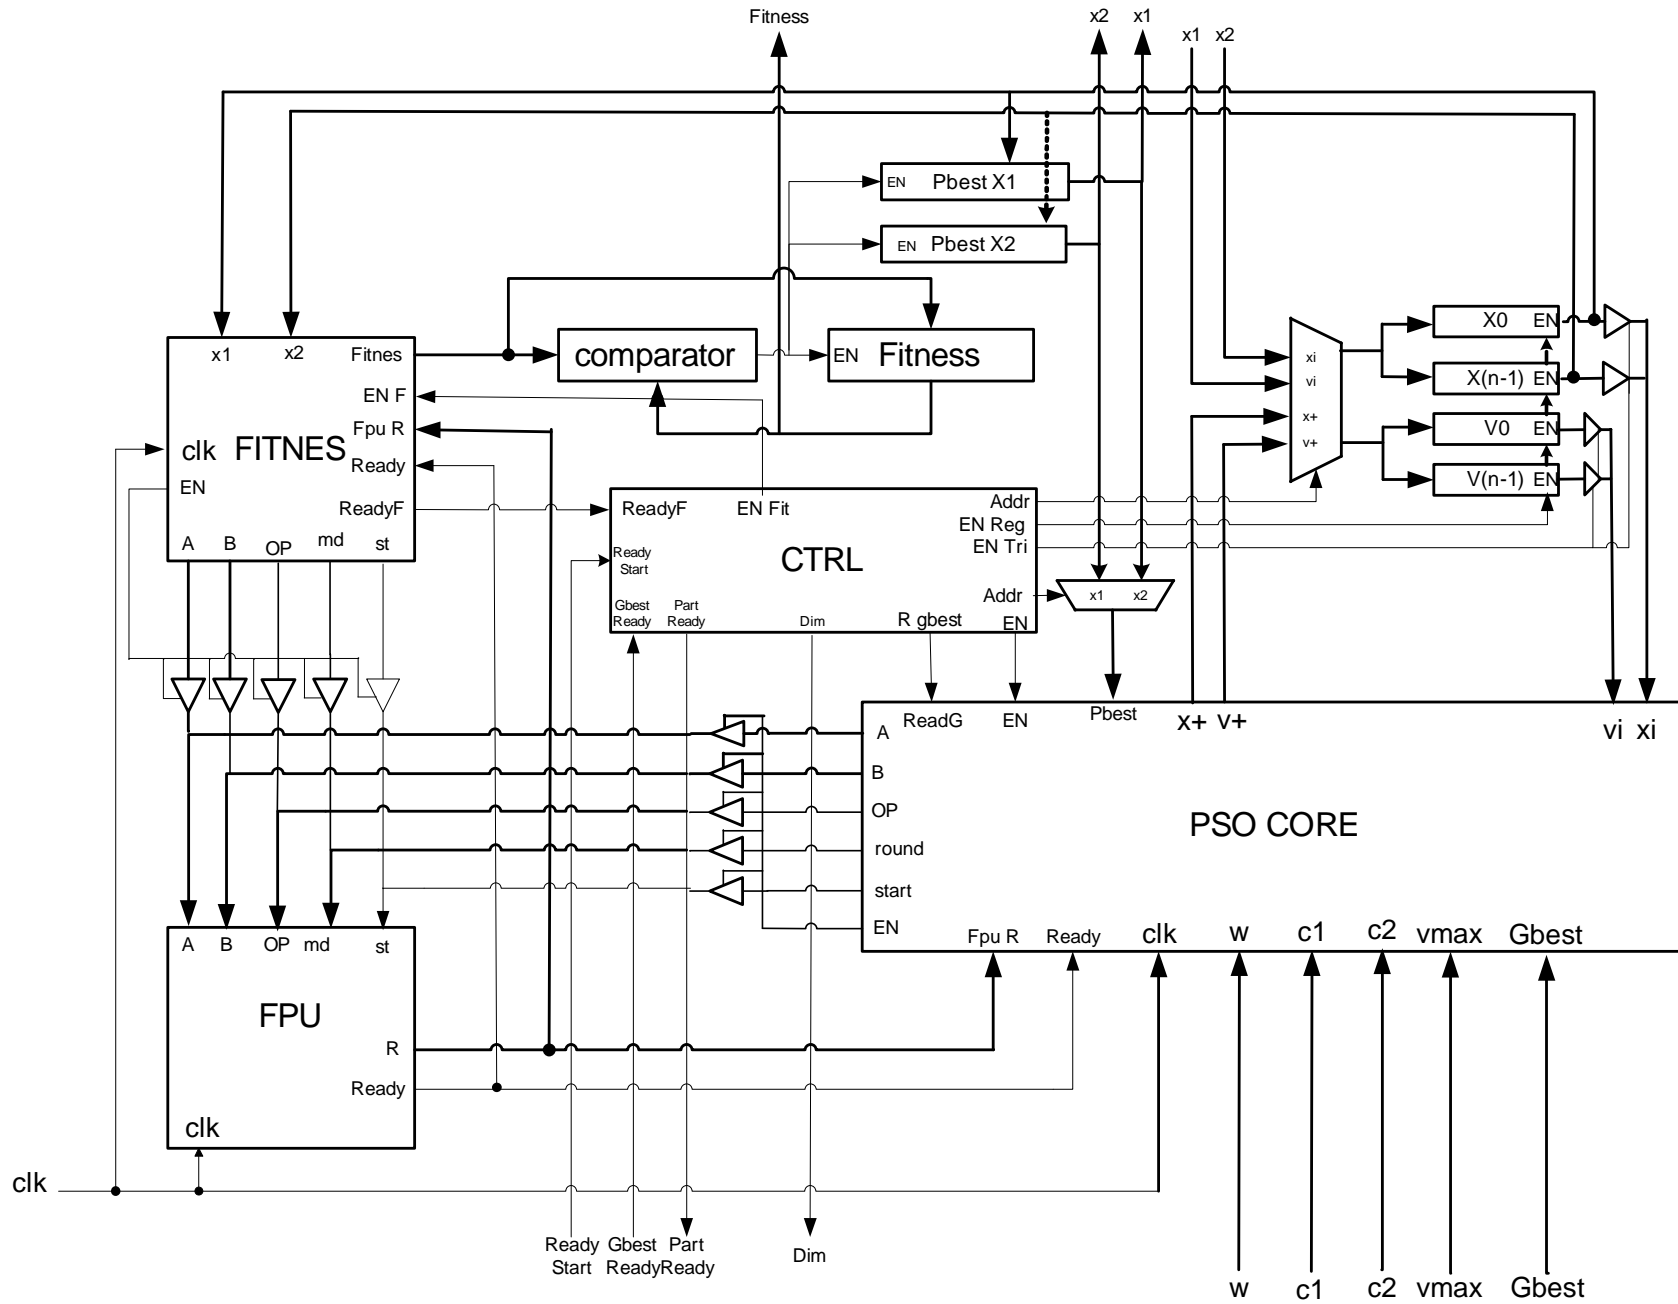 Fitness
x2
x1
x1
x2
EN
Pbest X1
EN
Pbest X2
x1
x2
Fitnes
EN F
Fpu R
clk
FITNES
Ready
EN
ReadyF
A
B
OP
md
st
comparator
EN
Fitness
xi
vi
x+
v+
X0
EN
X(n-1)
EN
V0
EN
V(n-1)
EN
ReadyF
EN Fit
Addr
EN Reg
EN Tri
Ready
Start
CTRL
Addr
Gbest
Ready
Part
Ready
Dim
R gbest
EN
x1
x2
ReadG
EN
Pbest
x+
v+
vi
xi
A
B
OP
round
start
EN
PSO CORE
Fpu R
Ready
clk
w
c1
c2
vmax
Gbest
A
B
OP
md
st
FPU
R
Ready
clk
clk
Ready
Start
Gbest
Ready
Part
Ready
Dim
w
c1
c2
vmax
Gbest